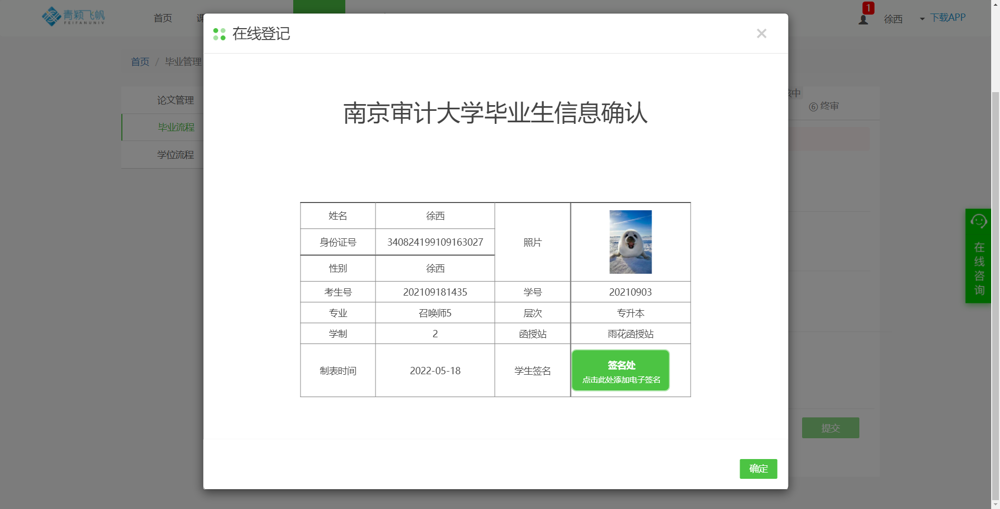 青颖飞帆
FEIFANUNIV
首页
1
徐西
下载APP
在线登记
×
首页 / 毕业管理
论文管理
毕业流程
学位流程
⑥ 终审
南京审计大学毕业生信息确认
姓名 徐西 照片
身份证号 340824199109163027
性别 徐西
考生号 202109181435 学号 20210903
专业 召唤师5 层次 专升本
学制 2 函授站 雨花函授站
制表时间 2022-05-18 学生签名
签名处
点击此处添加电子签名
在
线
咨
询
提交
确定